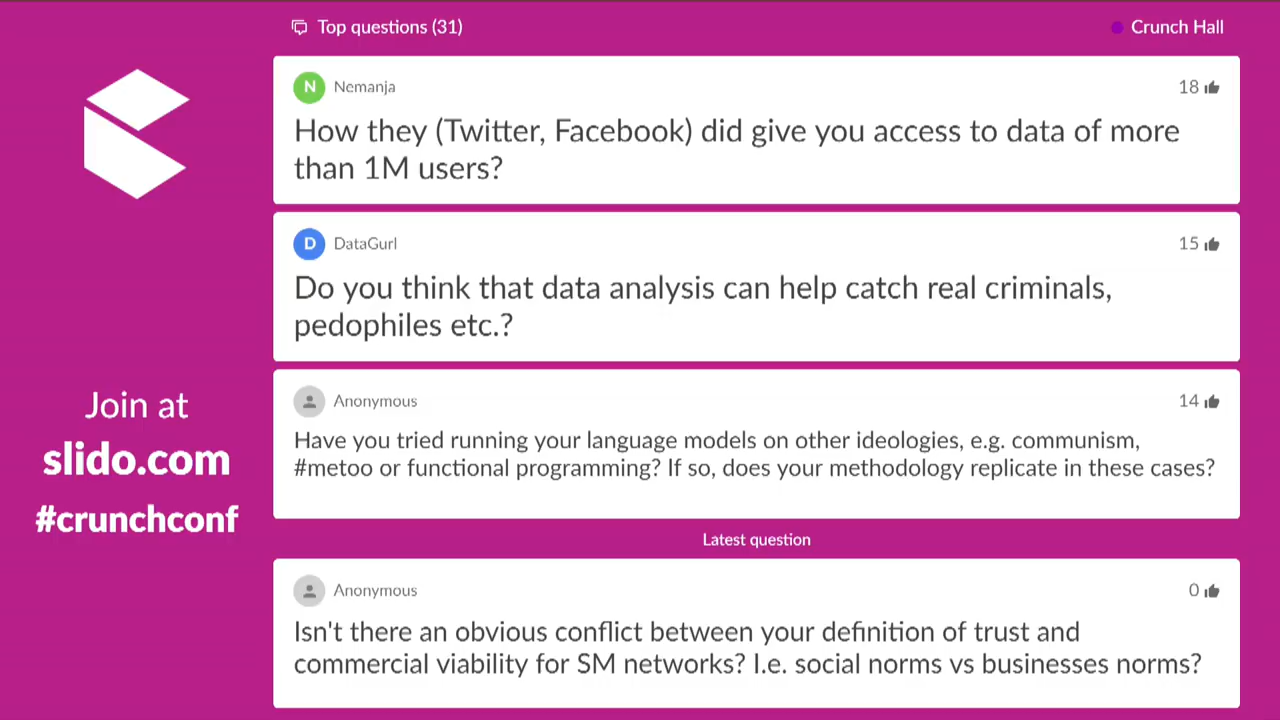 Top questions (31)
Crunch Hall
N Nemanja
18
How they (Twitter, Facebook) did give you access to data of more
than 1M users?
D DataGurl
15
Do you think that data analysis can help catch real criminals,
pedophiles etc.?
Anonymous
14
Have you tried running your language models on other ideologies, e.g. communism,
#metoo or functional programming? If so, does your methodology replicate in these cases?
Latest question
Anonymous
0
Isn't there an obvious conflict between your definition of trust and
commercial viability for SM networks? I.e. social norms vs businesses norms?
Join at
slido.com
#crunchconf